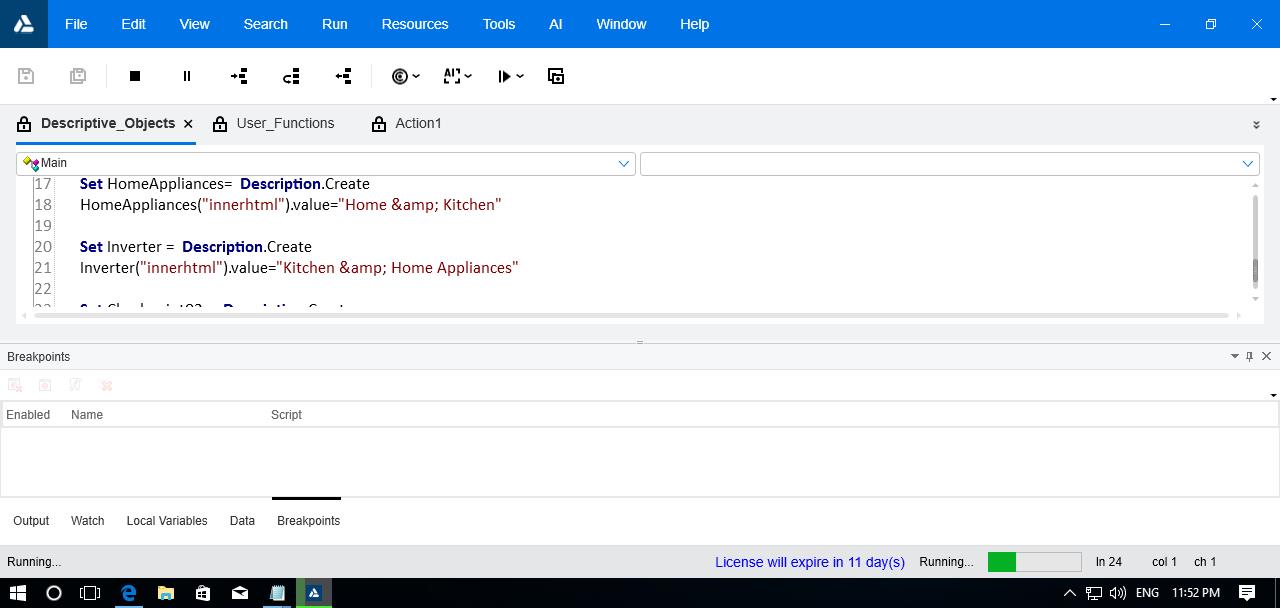 File Edit View Search Run Resources Tools AI Window Help
Descriptive_Objects User_Functions Action1
Main
17 Set HomeAppliances= Description.Create
18 HomeAppliances("innerhtml").value="Home &amp; Kitchen"
19
20 Set Inverter = Description.Create
21 Inverter("innerhtml").value="Kitchen &amp; Home Appliances"
22
Breakpoints
Enabled Name Script
Output Watch Local Variables Data Breakpoints
Running... License will expire in 11 day(s) Running... ln 24 col 1 ch 1
ENG 11:52 PM